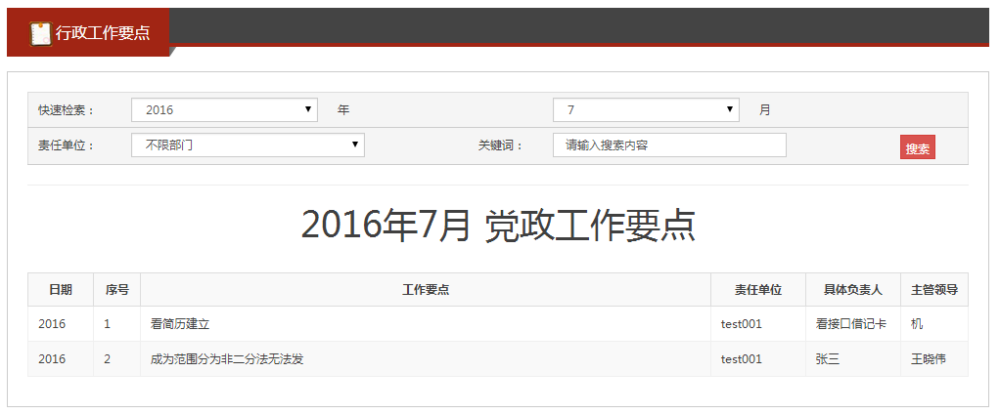 行政工作要点
快速检索： 2016 年 7 月
责任单位： 不限部门 关键词： 请输入搜索内容 搜索
2016年7月 党政工作要点
日期 序号 工作要点 责任单位 具体负责人 主管领导
2016 1 看简历建立 test001 看接口借记卡 机
2016 2 成为范围分为非二分法无法发 test001 张三 王晓伟